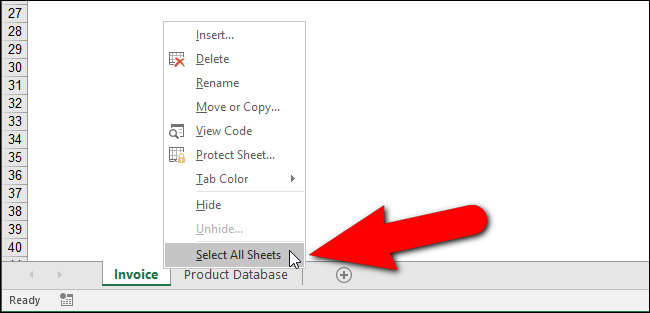 27
28
29
30
31
32
33
34
35
36
37
38
39
40
Insert...
Delete
Rename
Move or Copy...
View Code
Protect Sheet...
Tab Color
Hide
Unhide...
Select All Sheets
Invoice Product Database
Ready